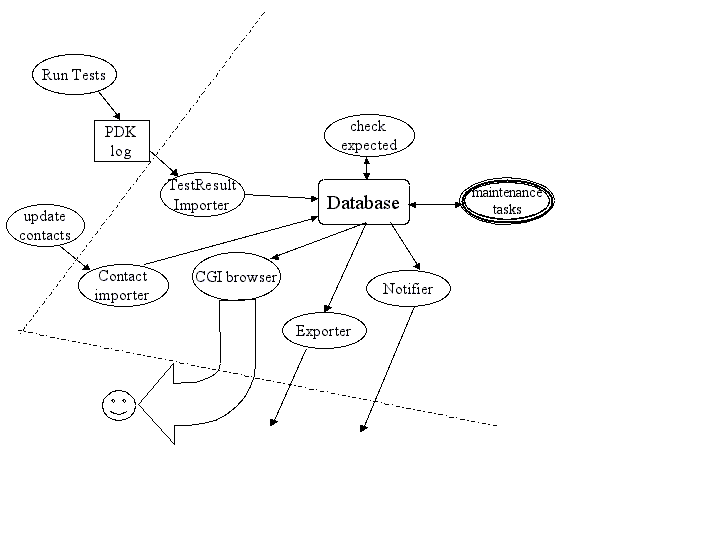 Run Tests
PDK
log
check
expected
TestResult
Importer
Database
maintenance
tasks
update
contacts
Contact
importer
CGI browser
Notifier
Exporter